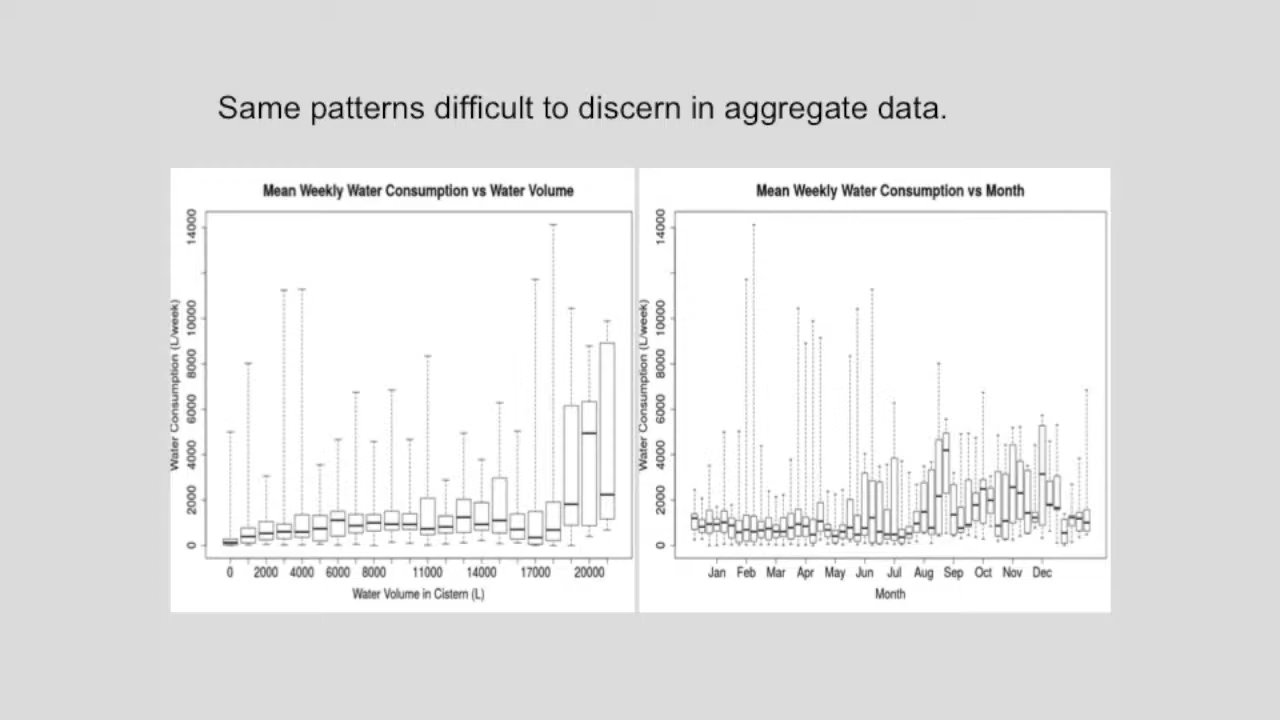 Same patterns difficult to discern in aggregate data.
Mean Weekly Water Consumption vs Water Volume
Water Consumption (L/week)
14000
10000
8000
6000
4000
2000
0
0 2000 4000 6000 8000 11000 14000 17000 20000
Water Volume in Cistern (L)
Mean Weekly Water Consumption vs Month
Water Consumption (L/week)
14000
10000
8000
6000
4000
2000
0
Jan Feb Mar Apr May Jun Jul Aug Sep Oct Nov Dec
Month